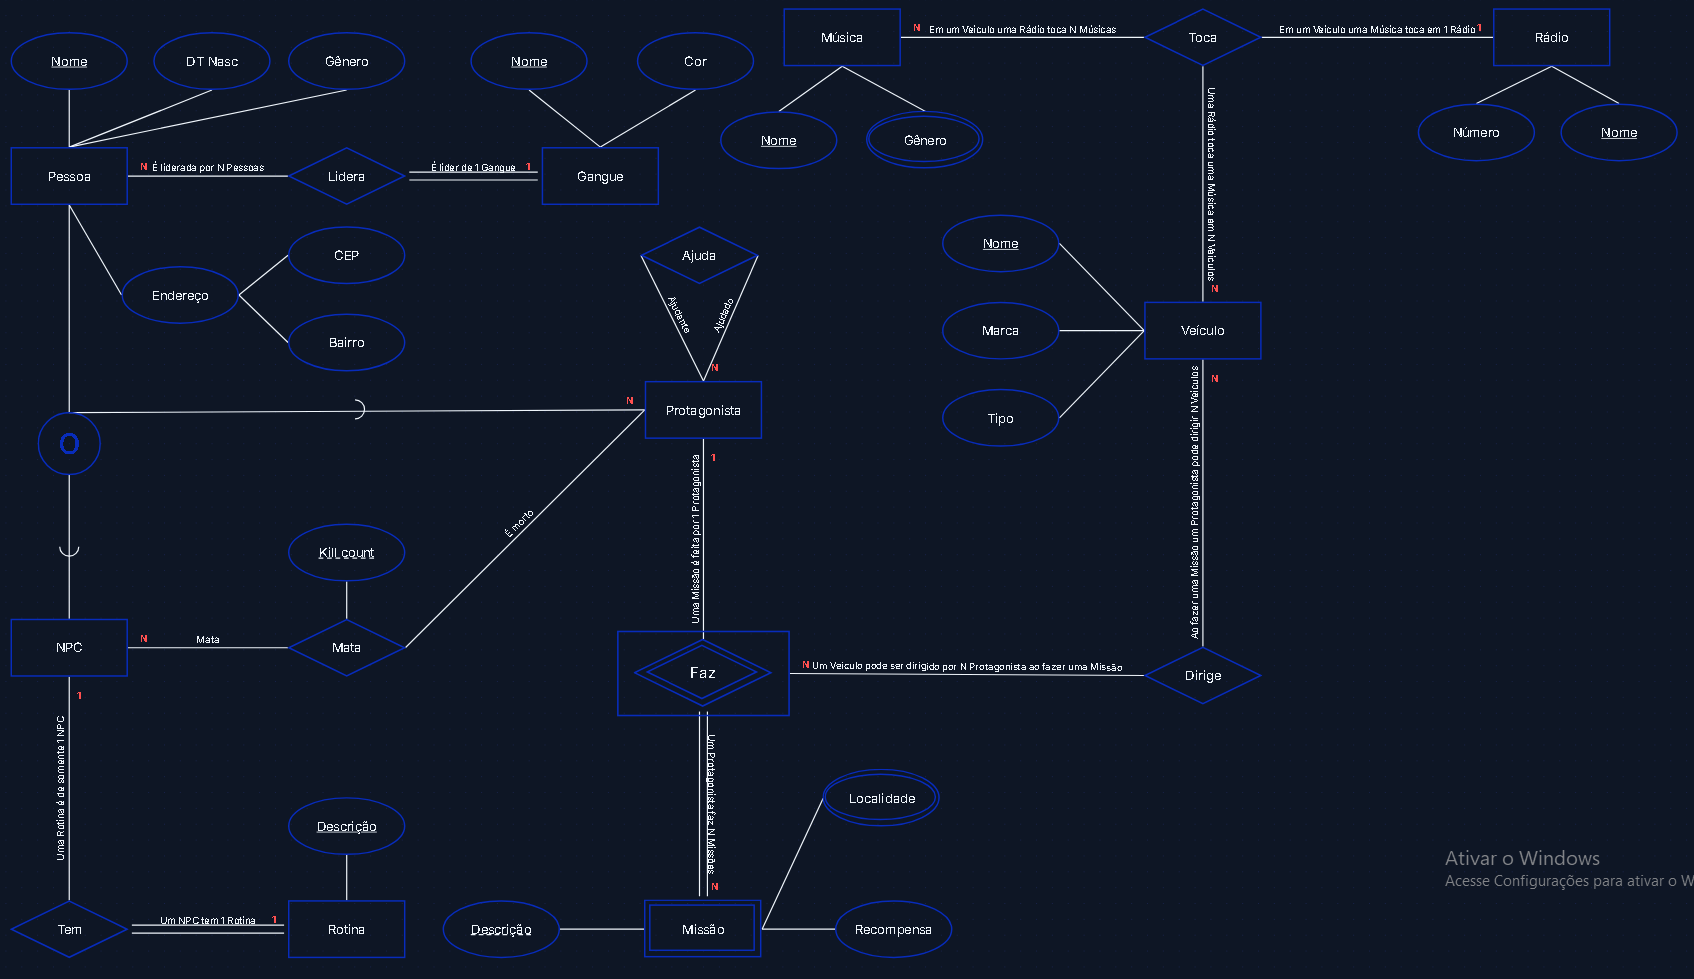 Música
N Em um Veículo uma Rádio toca N Músicas
Toca
Em um Veículo uma Música toca em 1 Rádio 1
Rádio
Nome
DT Nasc
Gênero
Nome
Cor
Nome
Gênero
Número
Nome
Uma Rádio toca uma Música em N Veículos
N
Pessoa
N É liderada por N Pessoas
Lidera
É líder de 1 Gangue 1
Gangue
CEP
Endereço
Bairro
Ajuda
Ajudante
Ajudado
N
Nome
Marca
Tipo
Veículo
N
Protagonista
N
O
1
Uma Missão é feita por 1 Protagonista
Ao fazer uma Missão um Protagonista pode dirigir N Veículos
É morto
Kill count
NPC
N
Mata
Mata
Faz
N Um Veículo pode ser dirigido por N Protagonista ao fazer uma Missão
Dirige
1
Uma Rotina é de somente 1 NPC
Um Protagonista faz N Missões
N
Descrição
Localidade
Tem
Um NPC tem 1 Rotina 1
Rotina
Descrição
Missão
Recompensa
Ativar o Windows
Acesse Configurações para ativar o W